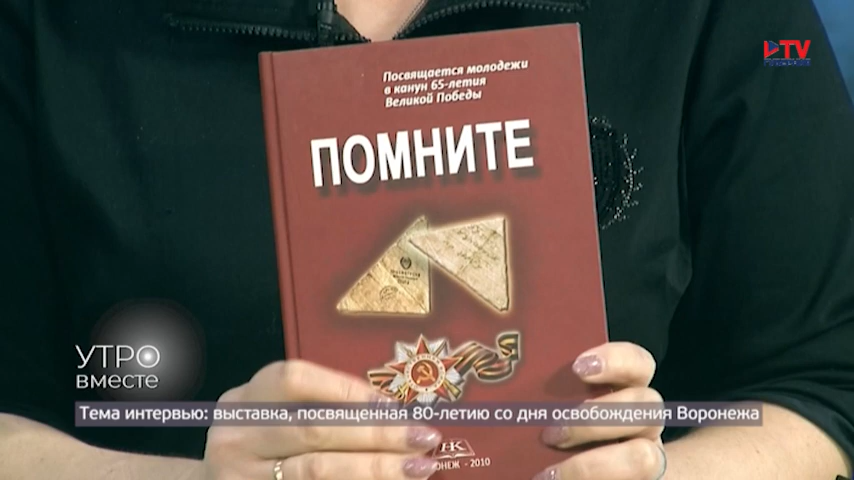 TV
Посвящается молодежи
в канун 65-летия
Великой Победы
ПОМНИТЕ
УТРО
вместе
Тема интервью: выставка, посвященная 80-летию со дня освобождения Воронежа
- 2010